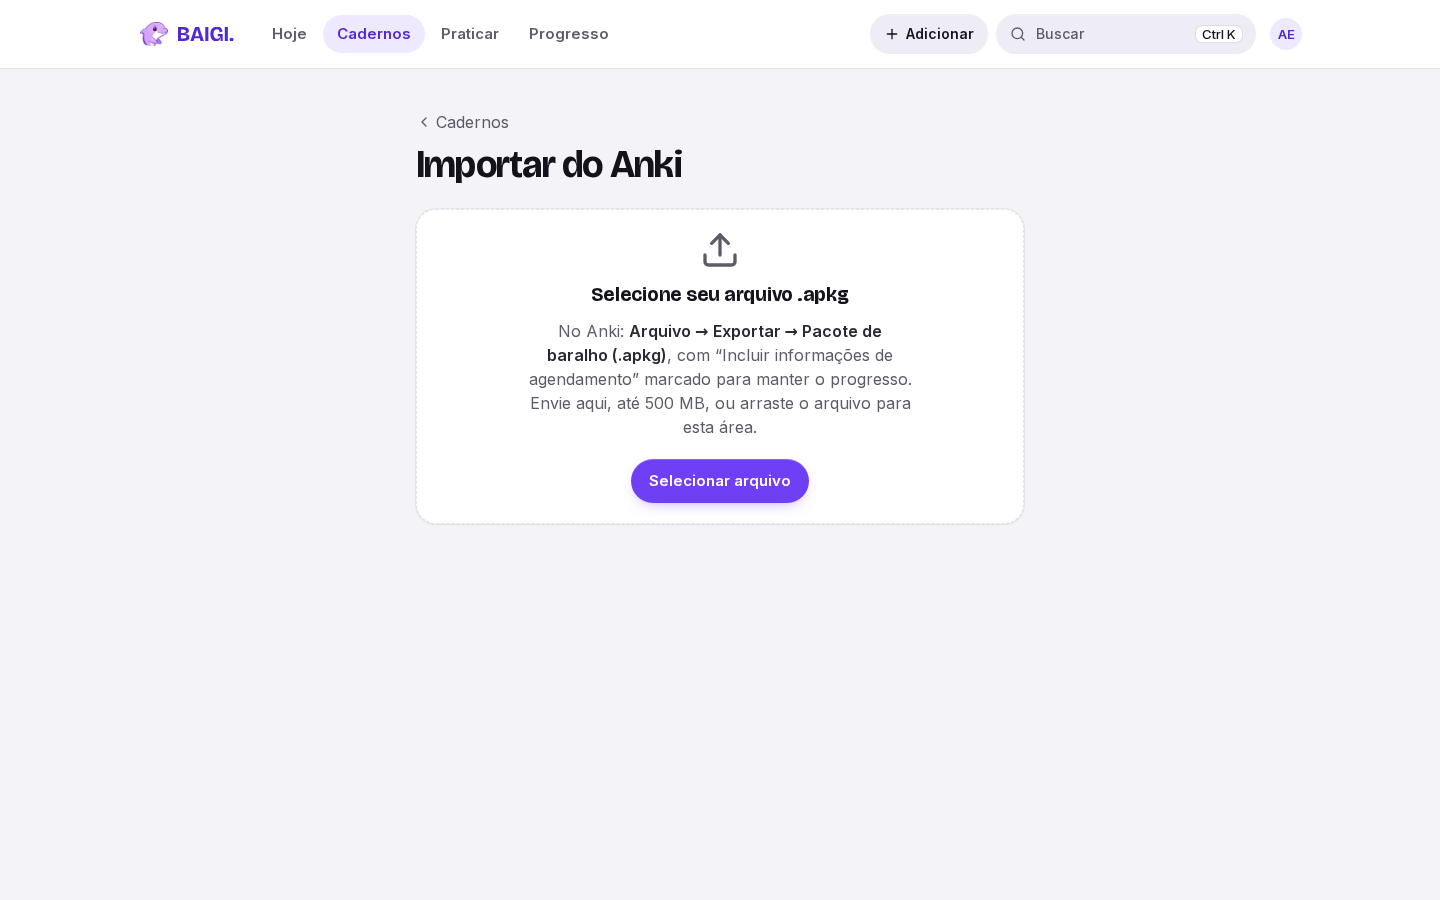 BAIGI.
Hoje
Cadernos
Praticar
Progresso
Adicionar
Buscar
Ctrl K
AE
Cadernos
Importar do Anki
Selecione seu arquivo .apkg
No Anki: Arquivo → Exportar → Pacote de
baralho (.apkg), com “Incluir informações de
agendamento” marcado para manter o progresso.
Envie aqui, até 500 MB, ou arraste o arquivo para
esta área.
Selecionar arquivo